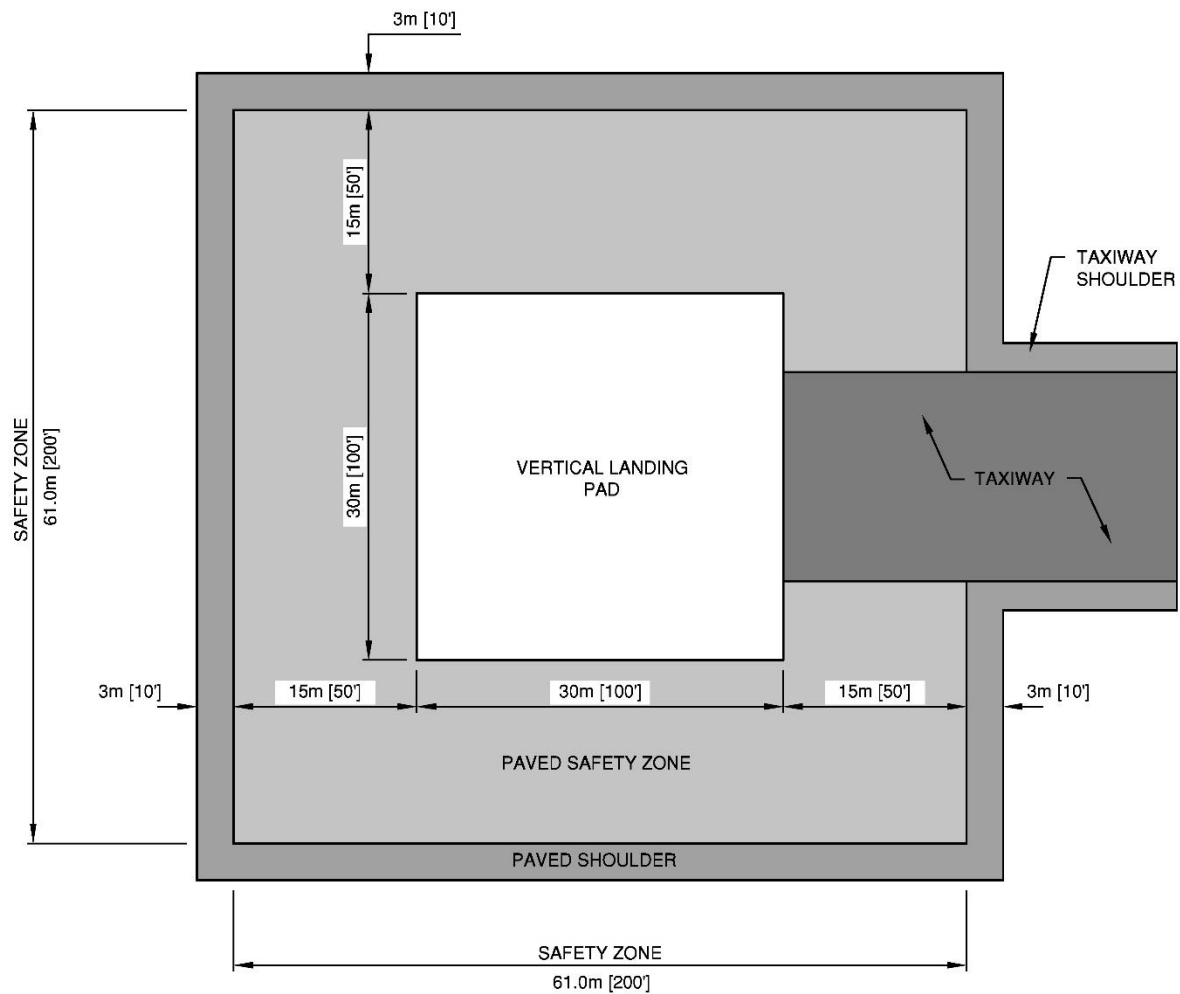 3m [10']
15m [50']
TAXIWAY
SHOULDER
SAFETY ZONE
61.0m [200']
30m [100']
VERTICAL LANDING
PAD
TAXIWAY
3m [10']
15m [50']
30m [100']
15m [50']
3m [10']
PAVED SAFETY ZONE
PAVED SHOULDER
SAFETY ZONE
61.0m [200']